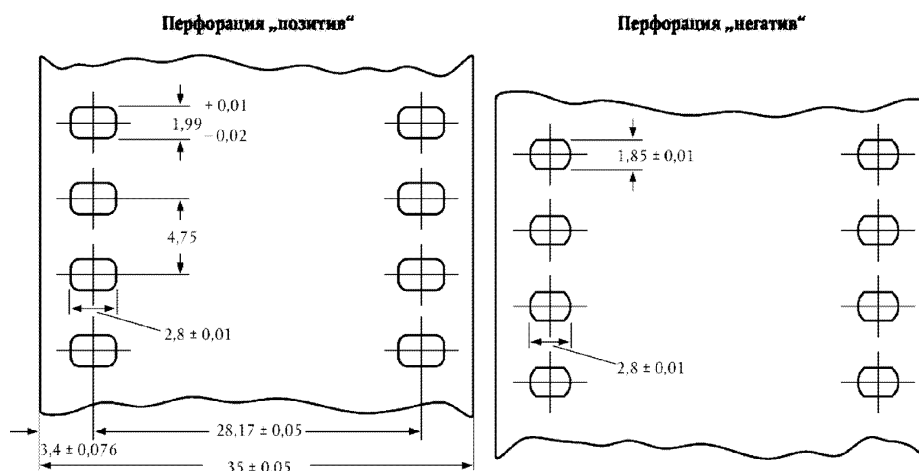 Перфорация „позитив“
Перфорация „негатив“
+ 0,01
1,99
– 0,02
4,75
2,8 ± 0,01
28,17 ± 0,05
3,4 ± 0,076
35 ± 0,05
1,85 ± 0,01
2,8 ± 0,01